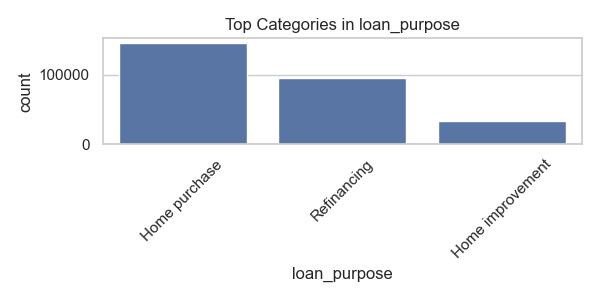 Top Categories in loan_purpose
count
100000
0
Home purchase
Refinancing
Home improvement
loan_purpose